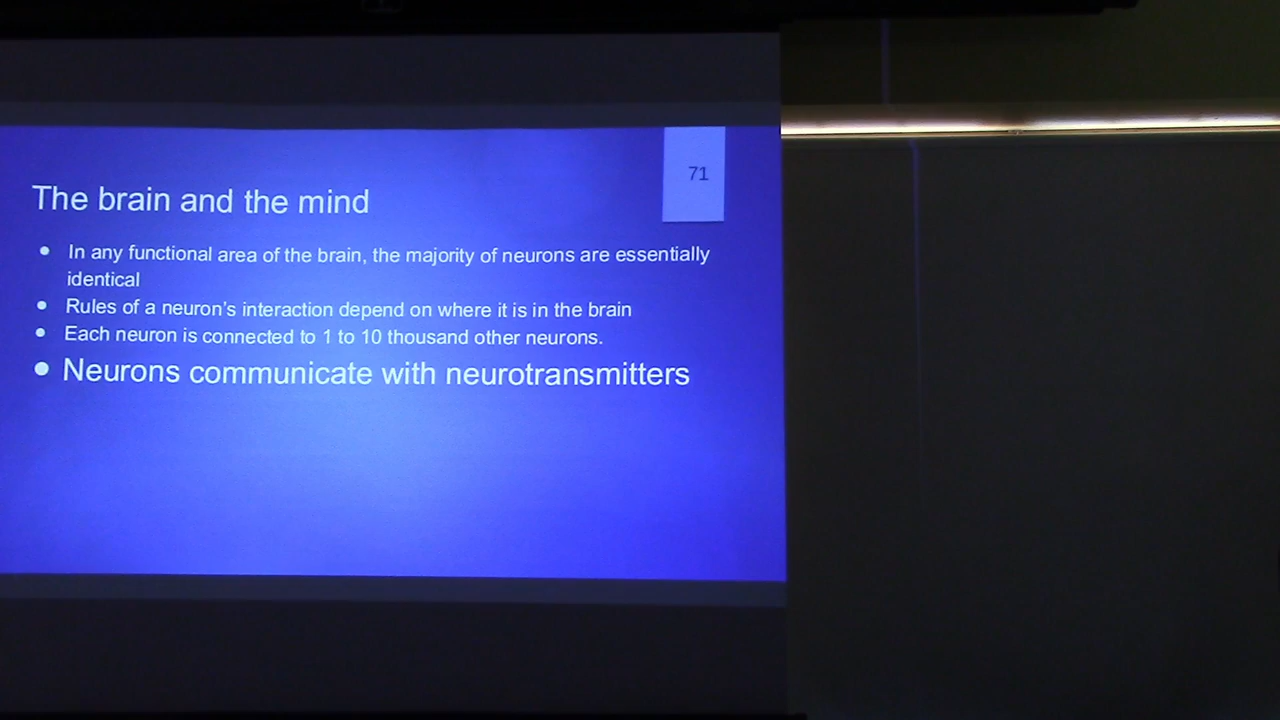 71
The brain and the mind
• In any functional area of the brain, the majority of neurons are essentially
identical
• Rules of a neuron's interaction depend on where it is in the brain
• Each neuron is connected to 1 to 10 thousand other neurons.
• Neurons communicate with neurotransmitters